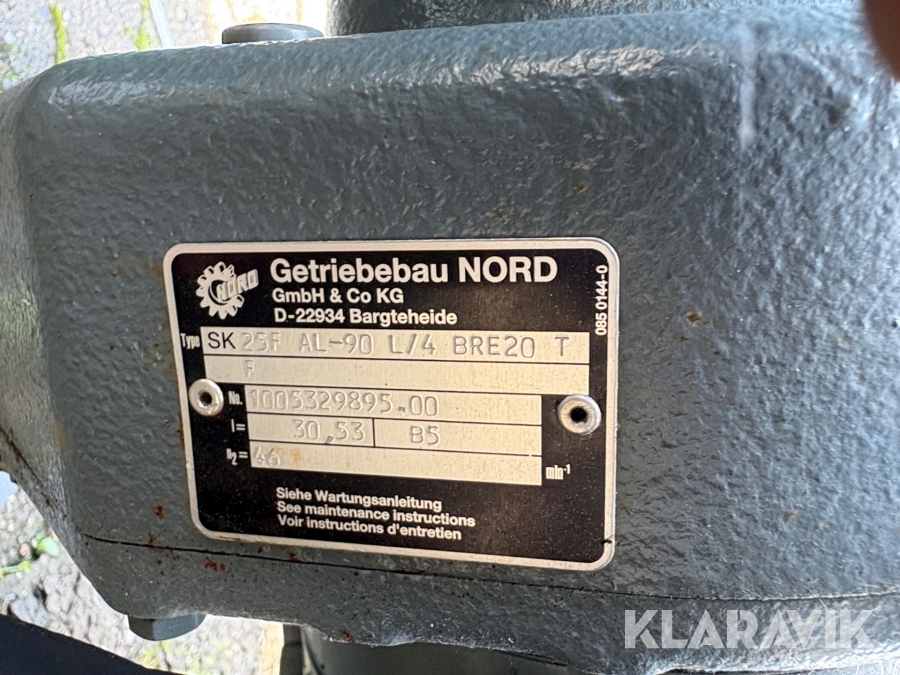 NORD
Getriebebau NORD
GmbH & Co KG
D-22934 Bargteheide
Type SK 25F AL-90 L/4 BRE20 T
F
No. 1005329895.00
i= 30,53 B5
n2= 46 min-1
Siehe Wartungsanleitung
See maintenance instructions
Voir instructions d'entretien
085 0144-0
KLARAVIK